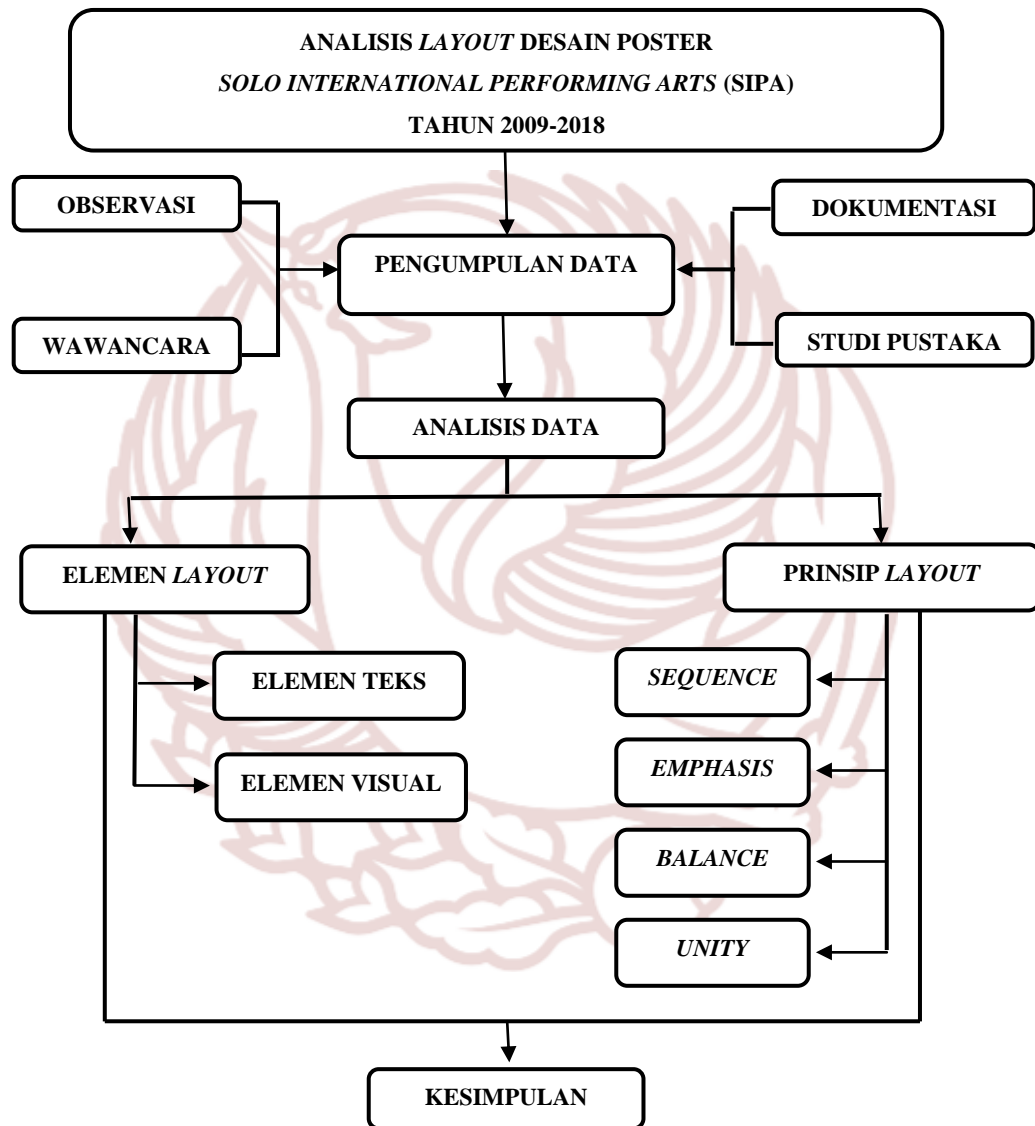 ANALISIS LAYOUT DESAIN POSTER
SOLO INTERNATIONAL PERFORMING ARTS (SIPA)
TAHUN 2009-2018
OBSERVASI
DOKUMENTASI
PENGUMPULAN DATA
WAWANCARA
STUDI PUSTAKA
ANALISIS DATA
ELEMEN LAYOUT
PRINSIP LAYOUT
ELEMEN TEKS
SEQUENCE
ELEMEN VISUAL
EMPHASIS
BALANCE
UNITY
KESIMPULAN